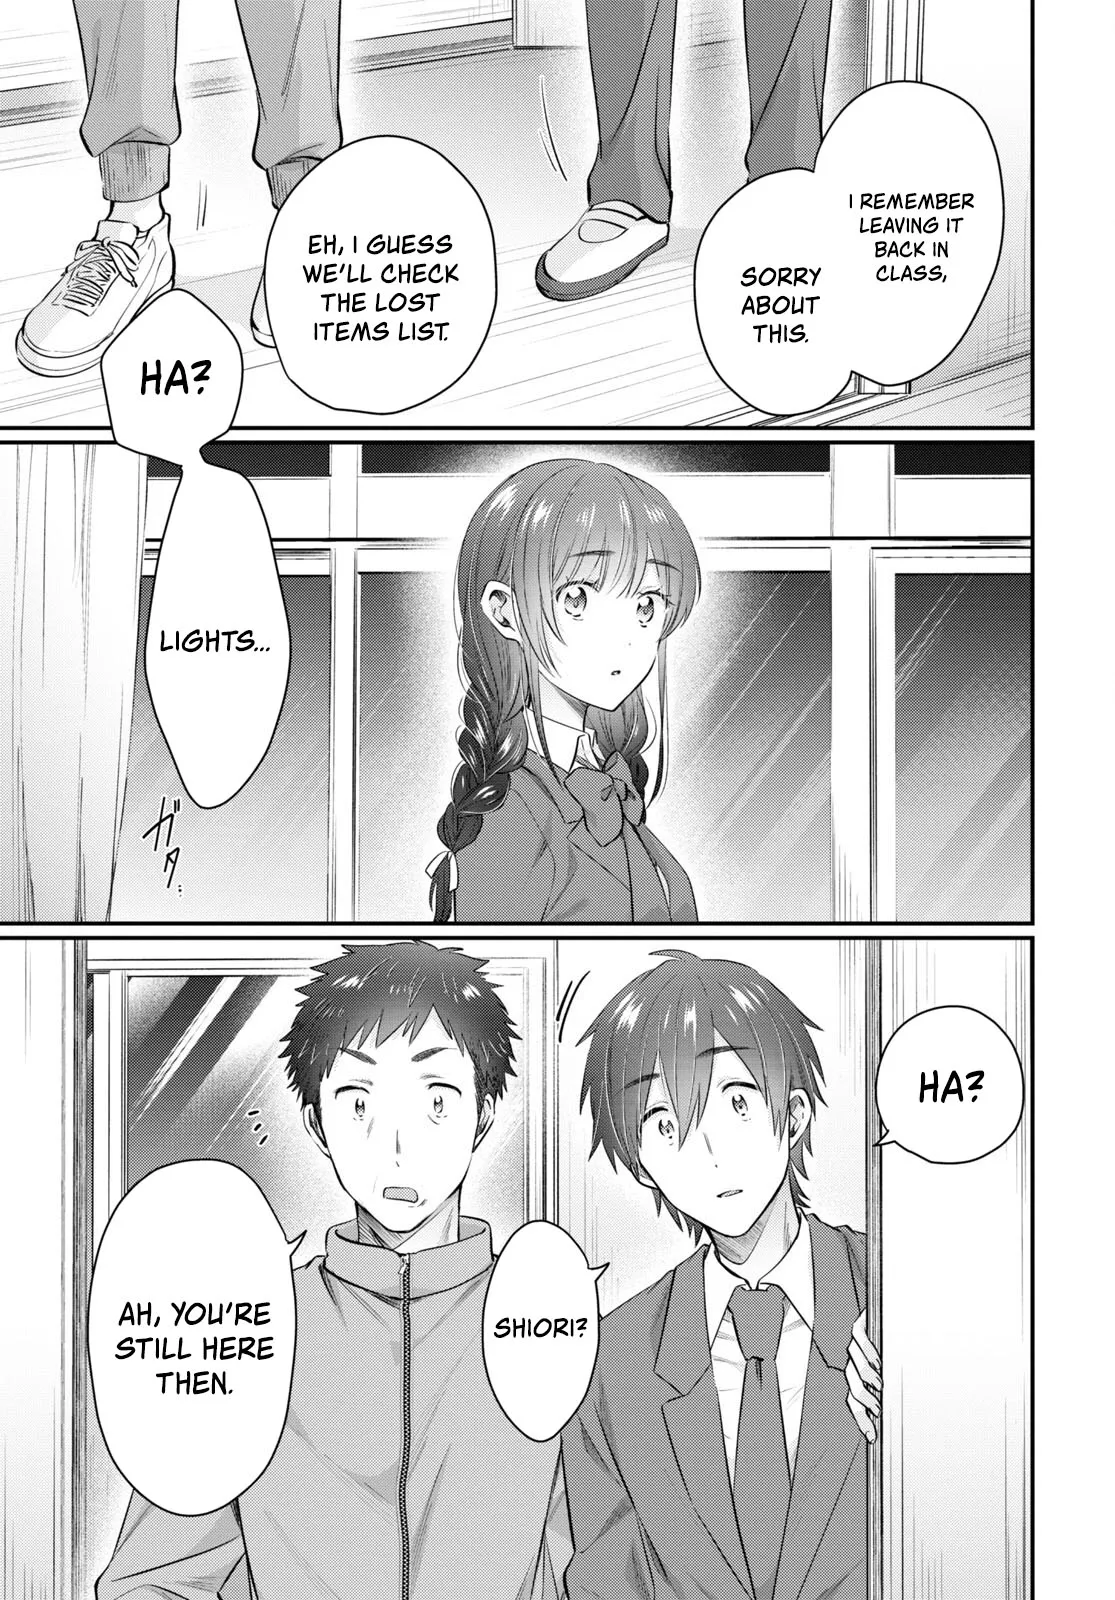 I REMEMBER
LEAVING IT
BACK IN
CLASS,
SORRY
ABOUT
THIS.
EH, I GUESS
WE'LL CHECK
THE LOST
ITEMS LIST.
HA?
LIGHTS...
ガタ..
HA?
SHIORI?
AH, YOU'RE
STILL HERE
THEN.